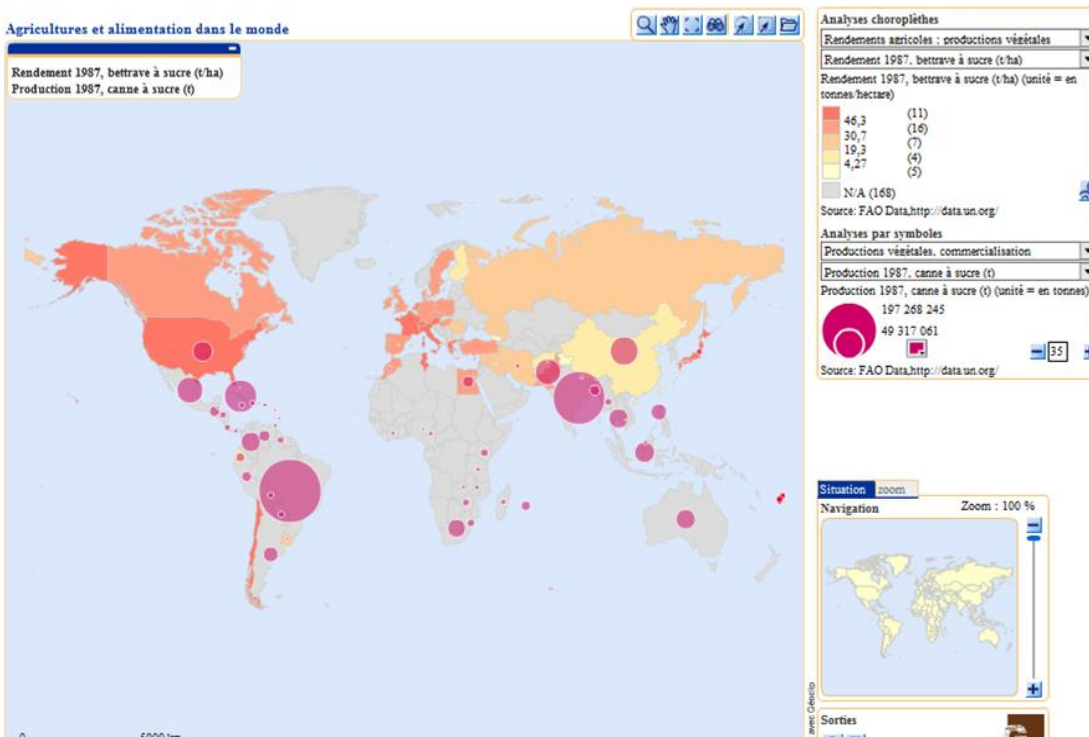 Agricultures et alimentation dans le monde
Rendement 1987, bettrave à sucre (t/ha)
Production 1987, canne à sucre (t)
Analyses choroplèthes
Rendements agricoles : productions végétales
Rendement 1987, bettrave à sucre (t/ha)
Rendement 1987, bettrave à sucre (t/ha) (unité = en
tonnes/hectare)
(11)
46,3
(16)
30,7
(7)
19,3
(4)
4,27
(5)
N/A (168)
Source: FAO Data,http://data.un.org/
Analyses par symboles
Productions végétales, commercialisation
Production 1987, canne à sucre (t)
Production 1987, canne à sucre (t) (unité = en tonnes)
197 268 245
49 317 061
35
Source: FAO Data,http://data.un.org/
Situation zoom
Navigation Zoom : 100 %
avec Géoclip
Sorties
0 5000 km